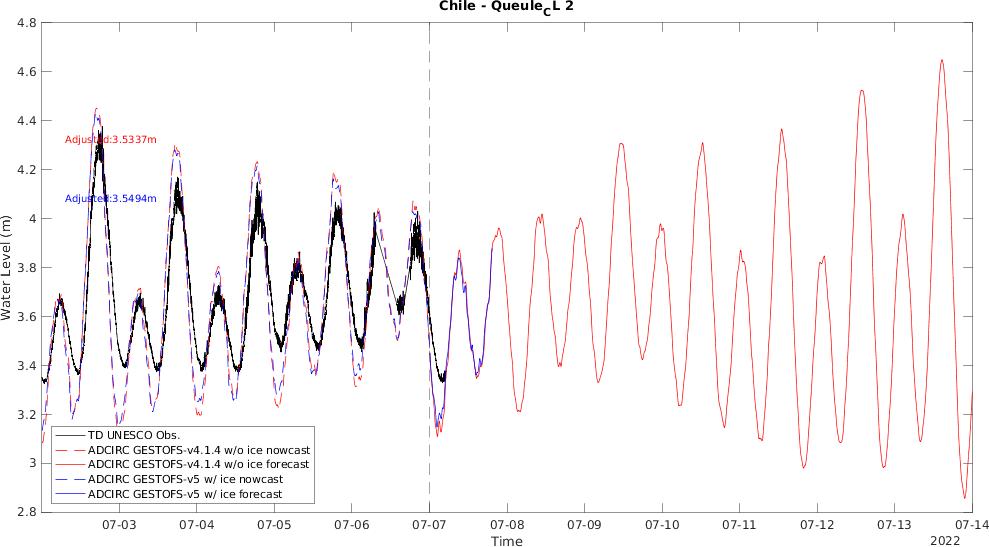 Chile - Queule_CL 2
4.8
4.6
4.4
4.2
4
3.8
3.6
3.4
3.2
3
2.8
Water Level (m)
Adjusted:3.5337m
Adjusted:3.5494m
TD UNESCO Obs.
ADCIRC GESTOFS-v4.1.4 w/o ice nowcast
ADCIRC GESTOFS-v4.1.4 w/o ice forecast
ADCIRC GESTOFS-v5 w/ ice nowcast
ADCIRC GESTOFS-v5 w/ ice forecast
07-03 07-04 07-05 07-06 07-07 07-08 07-09 07-10 07-11 07-12 07-13 07-14
Time
2022